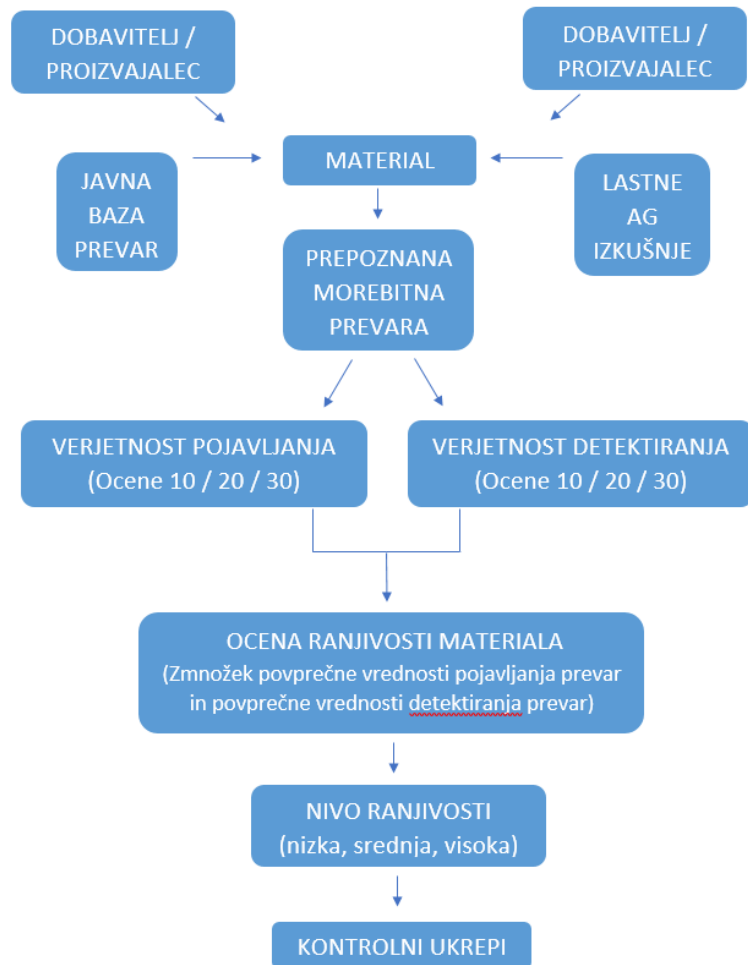 DOBAVITELJ /
PROIZVAJALEC
DOBAVITELJ /
PROIZVAJALEC
MATERIAL
JAVNA
BAZA
PREVAR
LASTNE
AG
IZKUŠNJE
PREPOZNANA
MOREBITNA
PREVARA
VERJETNOST POJAVLJANJA
(Ocene 10 / 20 / 30)
VERJETNOST DETEKTIRANJA
(Ocene 10 / 20 / 30)
OCENA RANJIVOSTI MATERIALA
(Zmnožek povprečne vrednosti pojavljanja prevar
in povprečne vrednosti detektiranja prevar)
NIVO RANJIVOSTI
(nizka, srednja, visoka)
KONTROLNI UKREPI